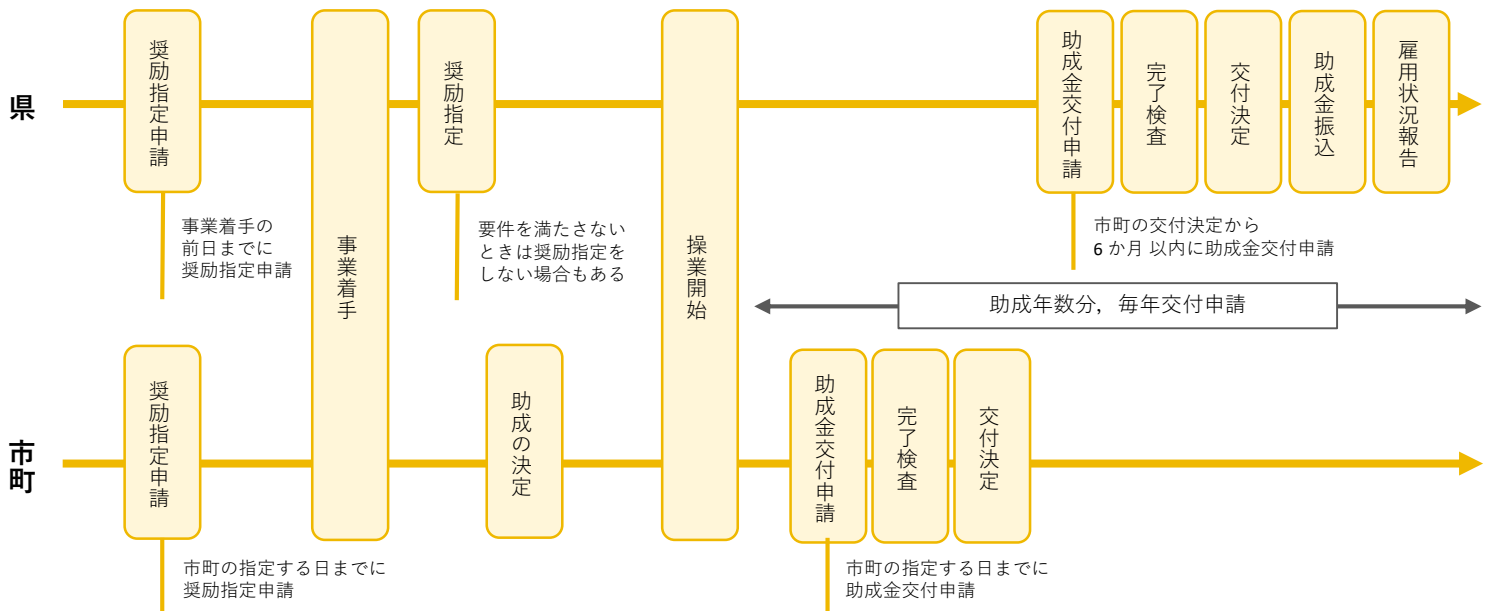 県
奨励指定申請
事業着手の
前日までに
奨励指定申請
事業着手
奨励指定
要件を満たさない
ときは奨励指定を
しない場合もある
操業開始
助成金交付申請
完了検査
交付決定
助成金振込
雇用状況報告
市町の交付決定から
6 か月 以内に助成金交付申請
助成年数分，毎年交付申請
市町
奨励指定申請
市町の指定する日までに
奨励指定申請
助成の決定
助成金交付申請
完了検査
交付決定
市町の指定する日までに
助成金交付申請